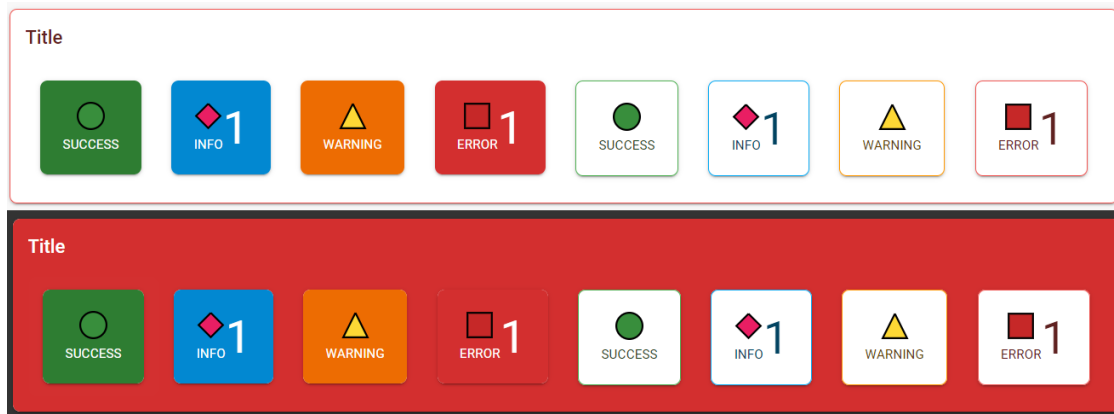 Title
SUCCESS
INFO 1
WARNING
ERROR 1
SUCCESS
INFO 1
WARNING
ERROR 1
Title
SUCCESS
INFO 1
WARNING
ERROR 1
SUCCESS
INFO 1
WARNING
ERROR 1